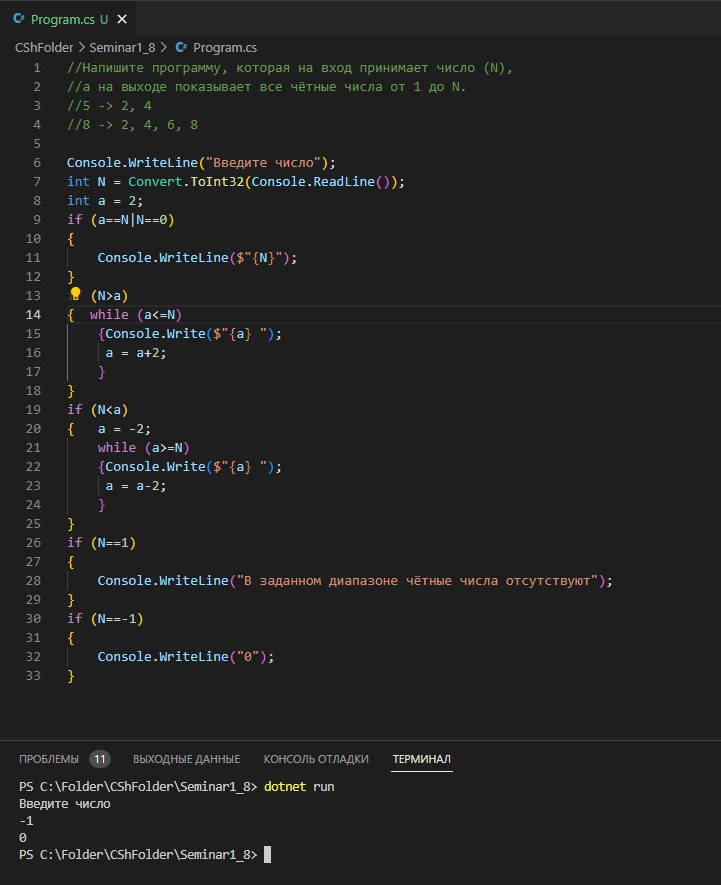 Program.cs U
CShFolder > Seminar1_8 > Program.cs
1 //Напишите программу, которая на вход принимает число (N),
2 //а на выходе показывает все чётные числа от 1 до N.
3 //5 -> 2, 4
4 //8 -> 2, 4, 6, 8
5
6 Console.WriteLine("Введите число");
7 int N = Convert.ToInt32(Console.ReadLine());
8 int a = 2;
9 if (a==N|N==0)
10 {
11     Console.WriteLine($"{N}");
12 }
13 (N>a)
14 {  while (a<=N)
15     {Console.Write($"{a} ");
16      a = a+2;
17     }
18 }
19 if (N<a)
20 {   a = -2;
21     while (a>=N)
22     {Console.Write($"{a} ");
23      a = a-2;
24     }
25 }
26 if (N==1)
27 {
28     Console.WriteLine("В заданном диапазоне чётные числа отсутствуют");
29 }
30 if (N==-1)
31 {
32     Console.WriteLine("0");
33 }
ПРОБЛЕМЫ 11 ВЫХОДНЫЕ ДАННЫЕ КОНСОЛЬ ОТЛАДКИ ТЕРМИНАЛ
PS C:\Folder\CShFolder\Seminar1_8> dotnet run
Введите число
-1
0
PS C:\Folder\CShFolder\Seminar1_8>